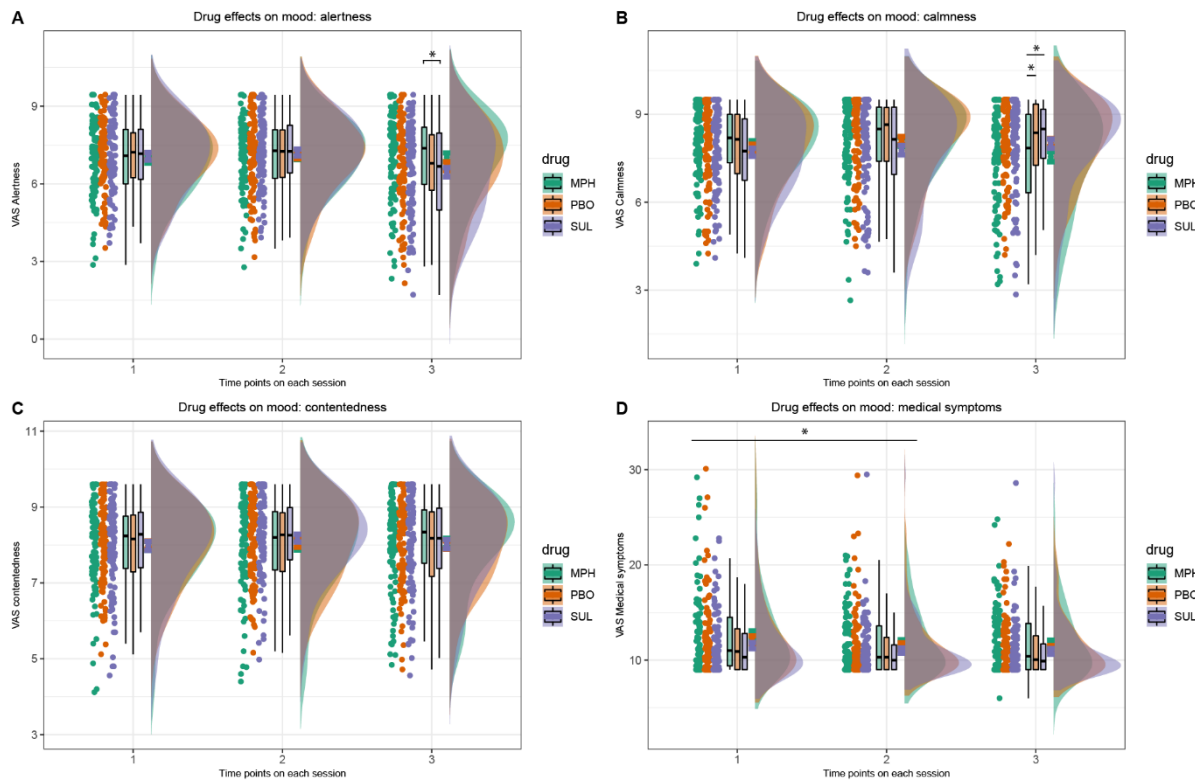 A
Drug effects on mood: alertness
VAS Alertness
9
6
3
0
*
1
2
3
Time points on each session
drug
MPH
PBO
SUL
B
Drug effects on mood: calmness
VAS Calmness
9
6
3
*
*
1
2
3
Time points on each session
drug
MPH
PBO
SUL
C
Drug effects on mood: contentedness
VAS contentedness
11
9
7
5
3
1
2
3
Time points on each session
drug
MPH
PBO
SUL
D
Drug effects on mood: medical symptoms
VAS Medical symptoms
30
20
10
*
1
2
3
Time points on each session
drug
MPH
PBO
SUL